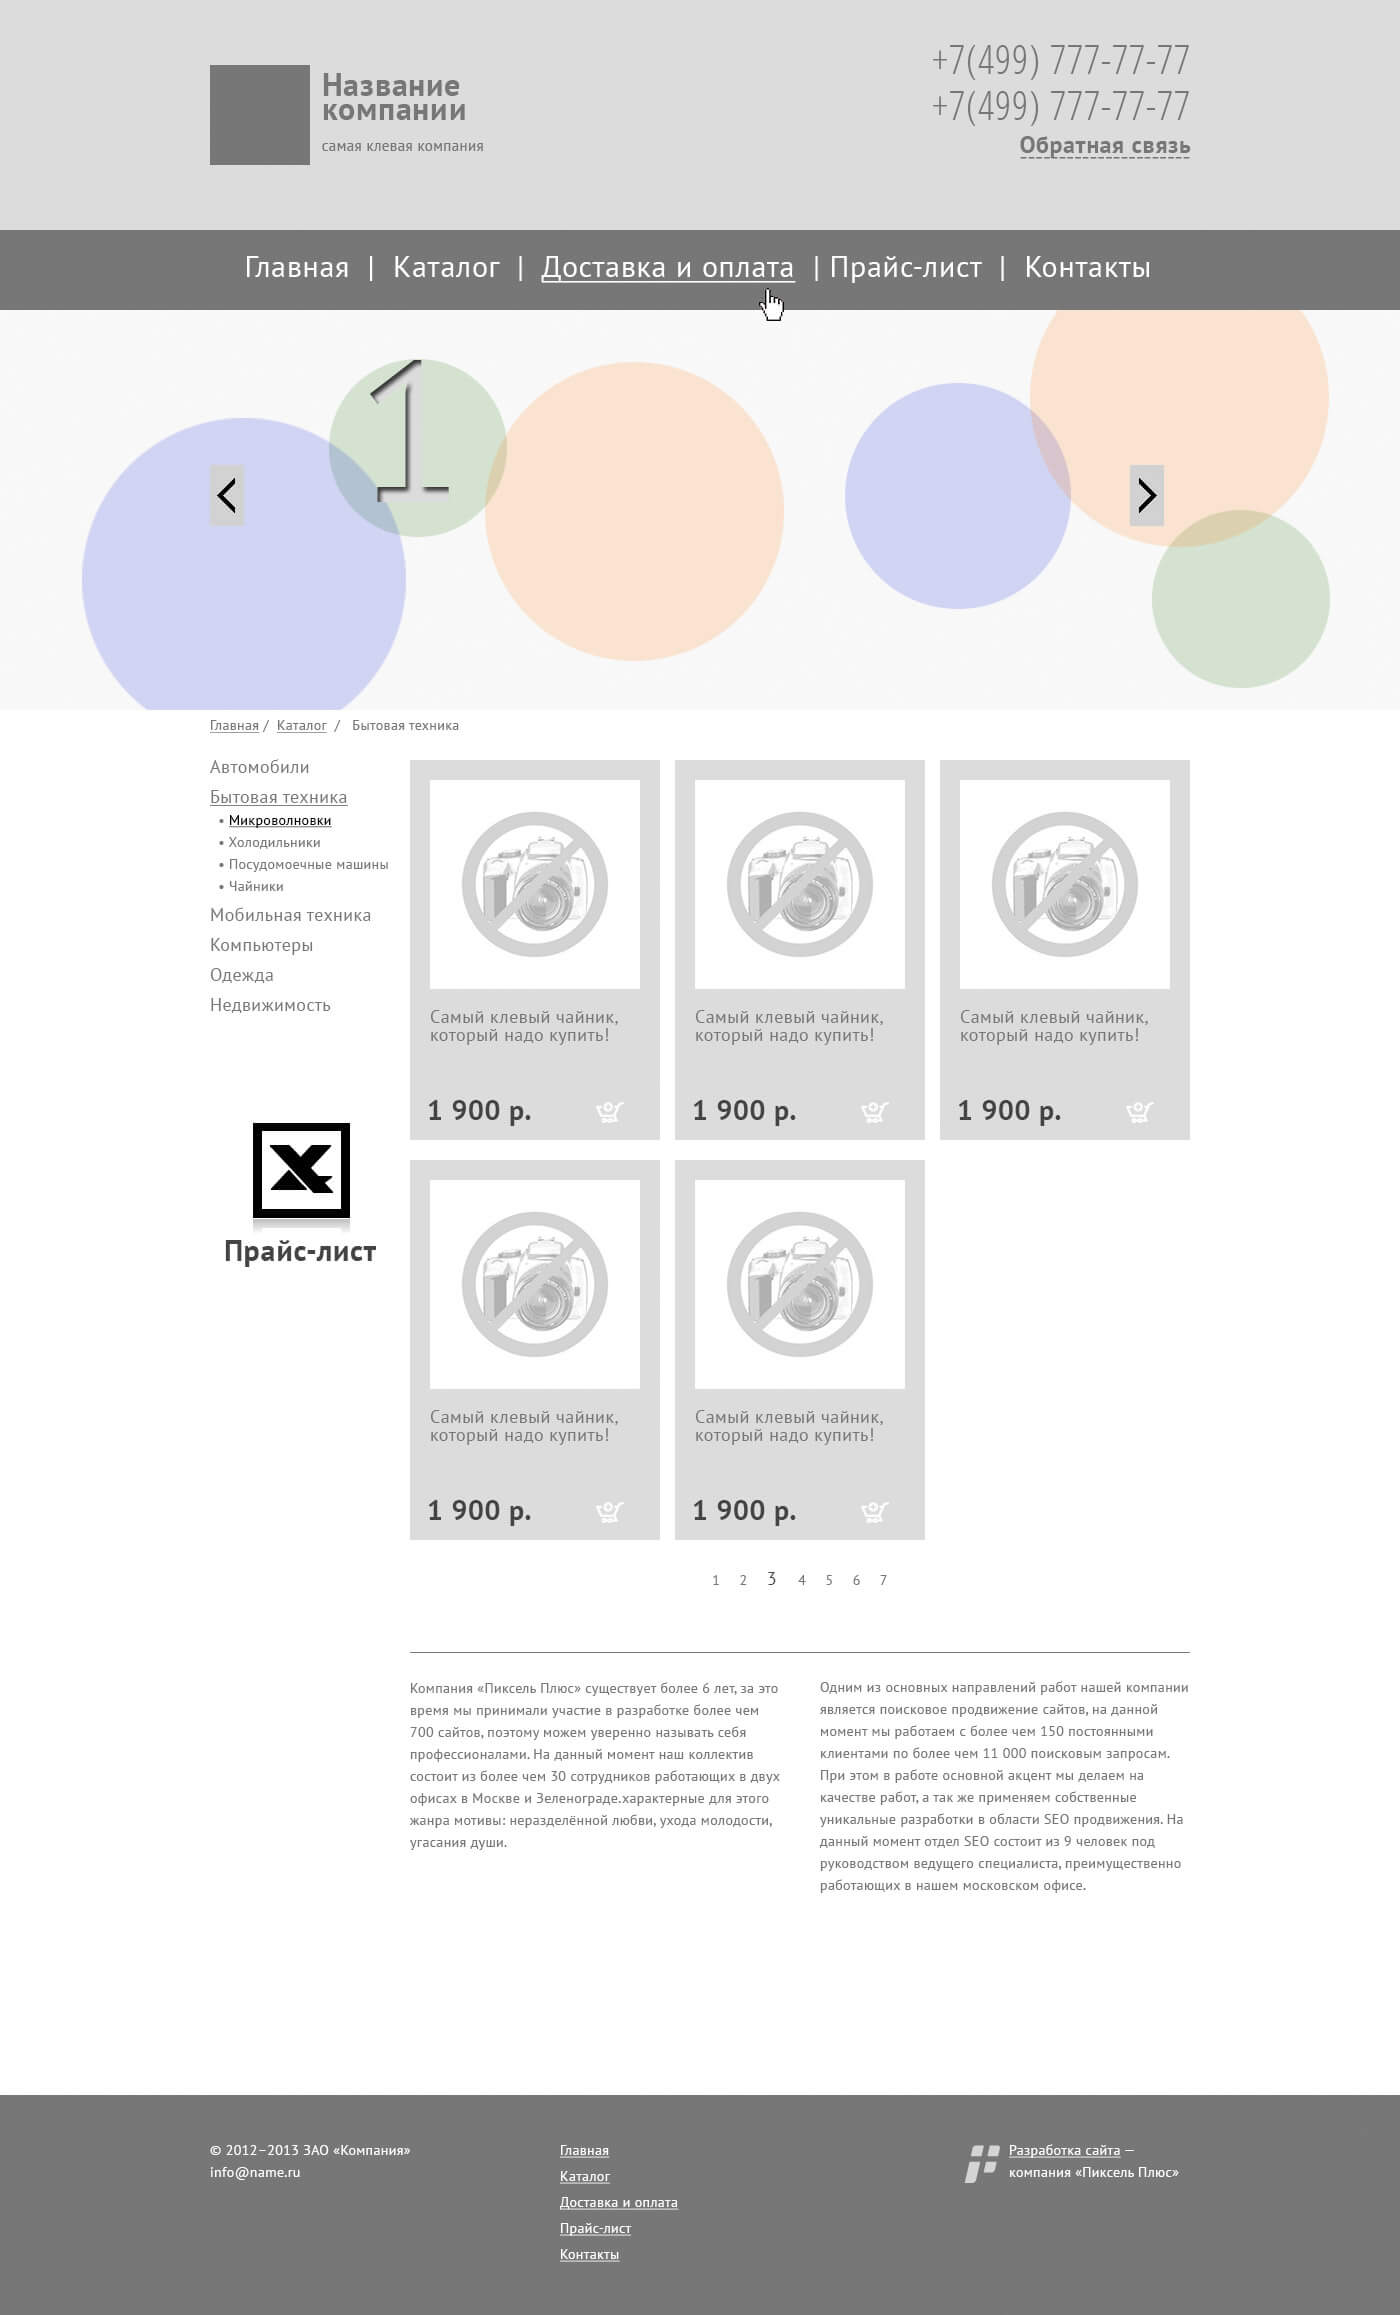 Название
компании
самая клевая компания
+7(499) 777-77-77
+7(499) 777-77-77
Обратная связь
Главная | Каталог | Доставка и оплата | Прайс-лист | Контакты
1
Главная / Каталог / Бытовая техника
Автомобили
Бытовая техника
• Микроволновки
• Холодильники
• Посудомоечные машины
• Чайники
Мобильная техника
Компьютеры
Одежда
Недвижимость
Прайс-лист
Самый клевый чайник,
который надо купить!
1 900 р.
Самый клевый чайник,
который надо купить!
1 900 р.
Самый клевый чайник,
который надо купить!
1 900 р.
Самый клевый чайник,
который надо купить!
1 900 р.
Самый клевый чайник,
который надо купить!
1 900 р.
1 2 3 4 5 6 7
Компания «Пиксель Плюс» существует более 6 лет, за это
время мы принимали участие в разработке более чем
700 сайтов, поэтому можем уверенно называть себя
профессионалами. На данный момент наш коллектив
состоит из более чем 30 сотрудников работающих в двух
офисах в Москве и Зеленограде.характерные для этого
жанра мотивы: неразделённой любви, ухода молодости,
угасания души.
Одним из основных направлений работ нашей компании
является поисковое продвижение сайтов, на данной
момент мы работаем с более чем 150 постоянными
клиентами по более чем 11 000 поисковым запросам.
При этом в работе основной акцент мы делаем на
качестве работ, а так же применяем собственные
уникальные разработки в области SEO продвижения. На
данный момент отдел SEO состоит из 9 человек под
руководством ведущего специалиста, преимущественно
работающих в нашем московском офисе.
© 2012–2013 ЗАО «Компания»
info@name.ru
Главная
Каталог
Доставка и оплата
Прайс-лист
Контакты
Разработка сайта —
компания «Пиксель Плюс»